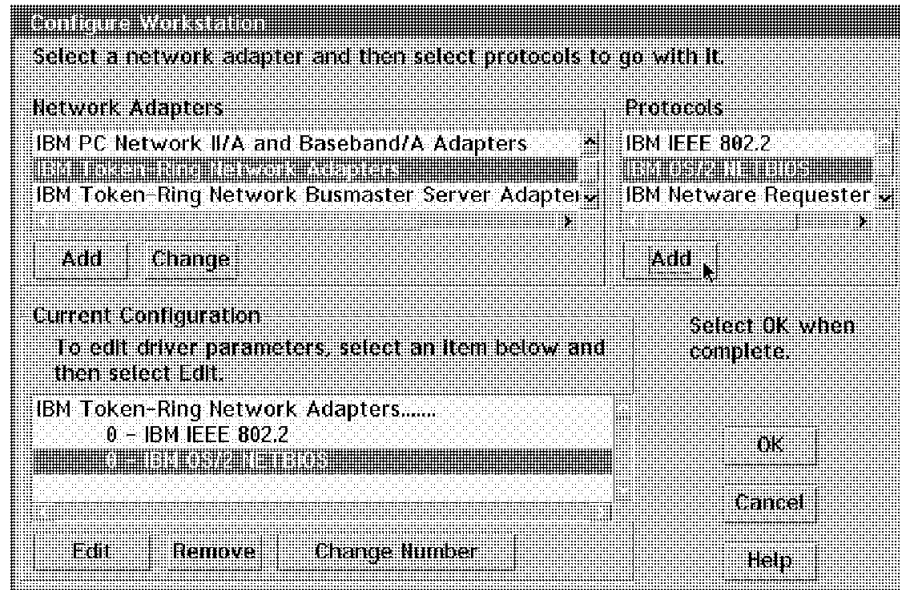 Configure Workstation
Select a network adapter and then select protocols to go with it.
Network Adapters
IBM PC Network II/A and Baseband/A Adapters
IBM Token-Ring Network Adapters
IBM Token-Ring Network Busmaster Server Adapter
Add Change
Protocols
IBM IEEE 802.2
IBM OS/2 NETBIOS
IBM Netware Requester
Add
Current Configuration
To edit driver parameters, select an item below and
then select Edit.
IBM Token-Ring Network Adapters.......
0 - IBM IEEE 802.2
0 - IBM OS/2 NETBIOS
Edit Remove Change Number
Select OK when
complete.
OK
Cancel
Help